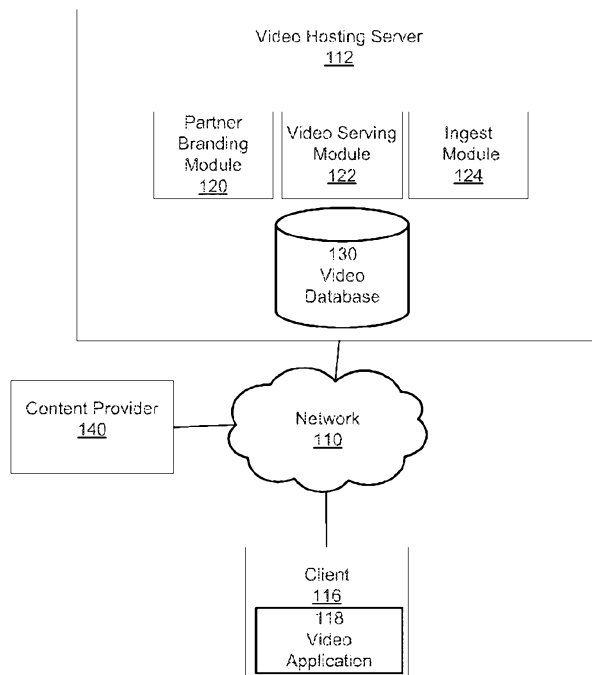 Video Hosting Server
112
Partner
Branding
Module
120
Video Serving
Module
122
Ingest
Module
124
130
Video
Database
Content Provider
140
Network
110
Client
116
118
Video
Application